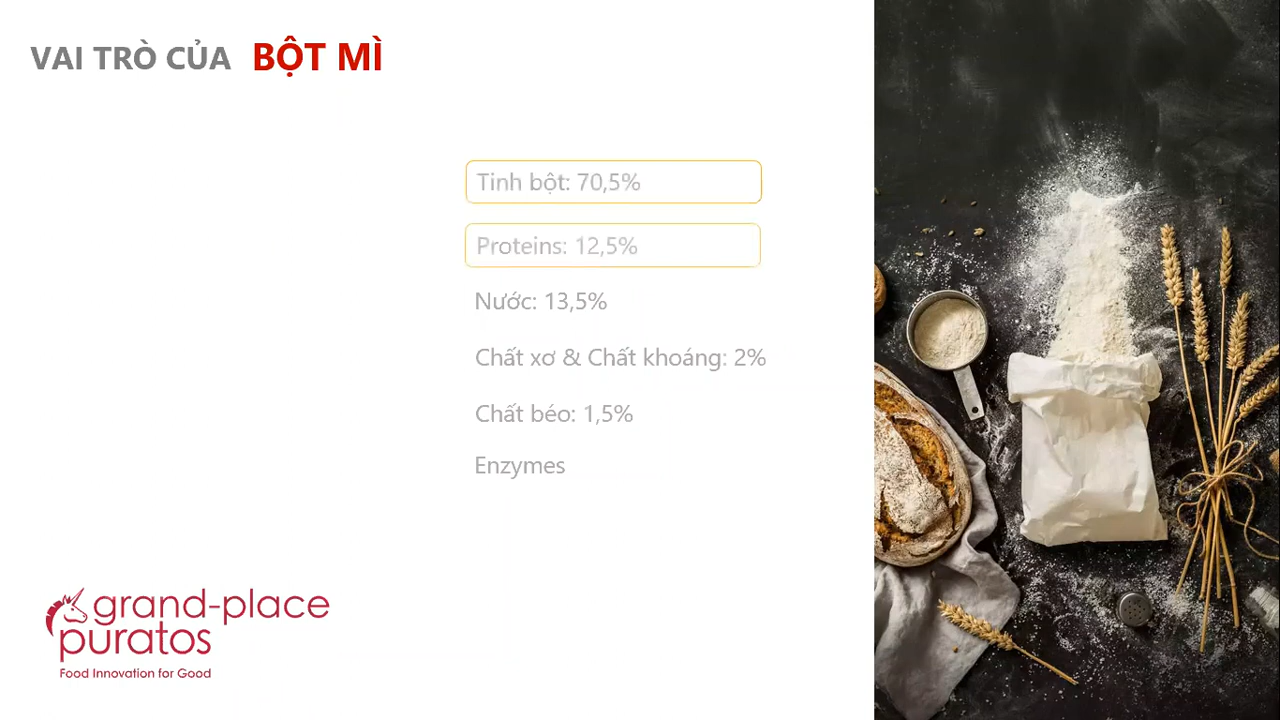 VAI TRÒ CỦA BỘT MÌ
Tinh bột: 70,5%
Proteins: 12,5%
Nước: 13,5%
Chất xơ & Chất khoáng: 2%
Chất béo: 1,5%
Enzymes
grand-place
puratos
Food Innovation for Good